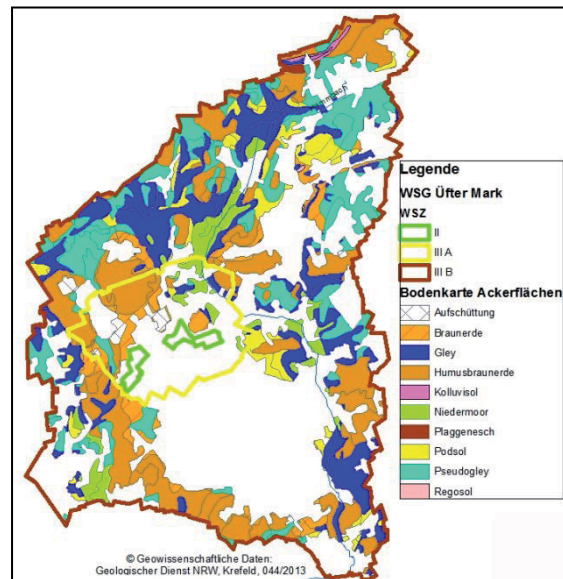 Legende
WSG Üfter Mark
WSZ
II
III A
III B
Bodenkarte Ackerflächen
Aufschüttung
Braunerde
Gley
Humusbraunerde
Kolluvisol
Niedermoor
Plaggenesch
Podsol
Pseudogley
Regosol
© Geowissenschaftliche Daten:
Geologischer Dienst NRW, Krefeld, 044/2013